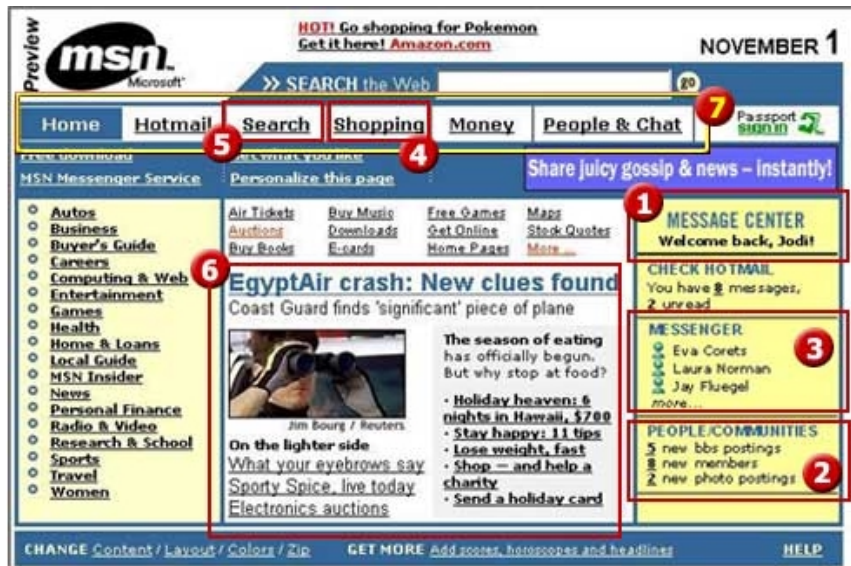 Preview
msn
Microsoft
HOT! Go shopping for Pokemon
Get it here! Amazon.com
NOVEMBER 1
>> SEARCH the Web
go
7
Home
Hotmail
Search
Shopping
Money
People & Chat
Passport
sign in
5
4
Free download
MSN Messenger Service
Get what you like
Personalize this page
Share juicy gossip & news – instantly!
Autos
Business
Buyer's Guide
Careers
Computing & Web
Entertainment
Games
Health
Home & Loans
Local Guide
MSN Insider
News
Personal Finance
Radio & Video
Research & School
Sports
Travel
Women
Air Tickets Buy Music Free Games Maps
Auctions Downloads Get Online Stock Quotes
Buy Books E-cards Home Pages More ...
6
EgyptAir crash: New clues found
Coast Guard finds 'significant' piece of plane
Jim Bourg / Reuters
On the lighter side
What your eyebrows say
Sporty Spice, live today
Electronics auctions
The season of eating
has officially begun.
But why stop at food?
· Holiday heaven: 6
nights in Hawaii, $700
· Stay happy: 11 tips
· Lose weight, fast
· Shop — and help a
charity
· Send a holiday card
1
MESSAGE CENTER
Welcome back, Jodi!
CHECK HOTMAIL
You have 8 messages,
2 unread
MESSENGER
3
Eva Corets
Laura Norman
Jay Fluegel
more...
PEOPLE/COMMUNITIES
5 new bbs postings
8 new members
2 new photo postings
2
CHANGE Content / Layout / Colors / Zip
GET MORE Add scores, horoscopes and headlines
HELP